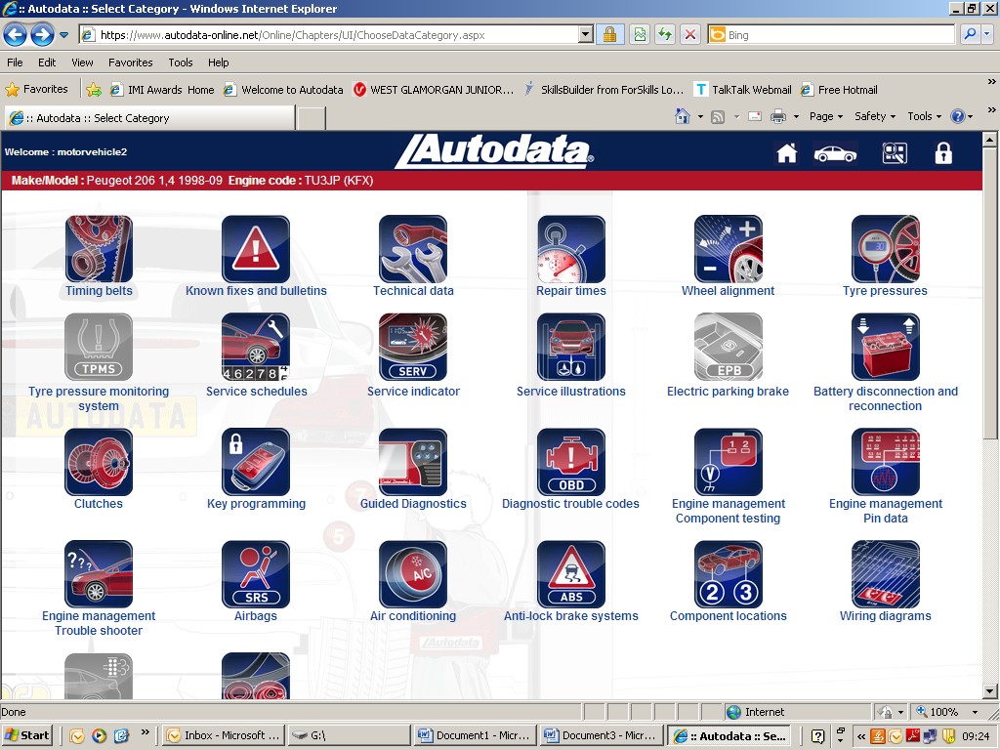 :: Autodata :: Select Category - Windows Internet Explorer
https://www.autodata-online.net/Online/Chapters/UI/ChooseDataCategory.aspx
Bing
File Edit View Favorites Tools Help
Favorites IMI Awards Home Welcome to Autodata WEST GLAMORGAN JUNIOR... SkillsBuilder from ForSkills Lo... TalkTalk Webmail Free Hotmail
:: Autodata :: Select Category
Page Safety Tools
Welcome : motorvehicle2
Autodata
Make/Model : Peugeot 206 1,4 1998-09 Engine code : TU3JP (KFX)
Timing belts
Known fixes and bulletins
Technical data
Repair times
Wheel alignment
Tyre pressures
TPMS
46278
SERV
EPB
Tyre pressure monitoring
system
Service schedules
Service indicator
Service illustrations
Electric parking brake
Battery disconnection and
reconnection
AUTODATA
OBD
1 2
V
Clutches
Key programming
Guided Diagnostics
Diagnostic trouble codes
Engine management
Component testing
Engine management
Pin data
5
???
SRS
A/C
ABS
2 3
Engine management
Trouble shooter
Airbags
Air conditioning
Anti-lock brake systems
Component locations
Wiring diagrams
Autodata
Done
Internet
100%
Start
Inbox - Microsoft ...
G:\
Document1 - Micr...
Document3 - Micr...
:: Autodata :: Se...
09:24